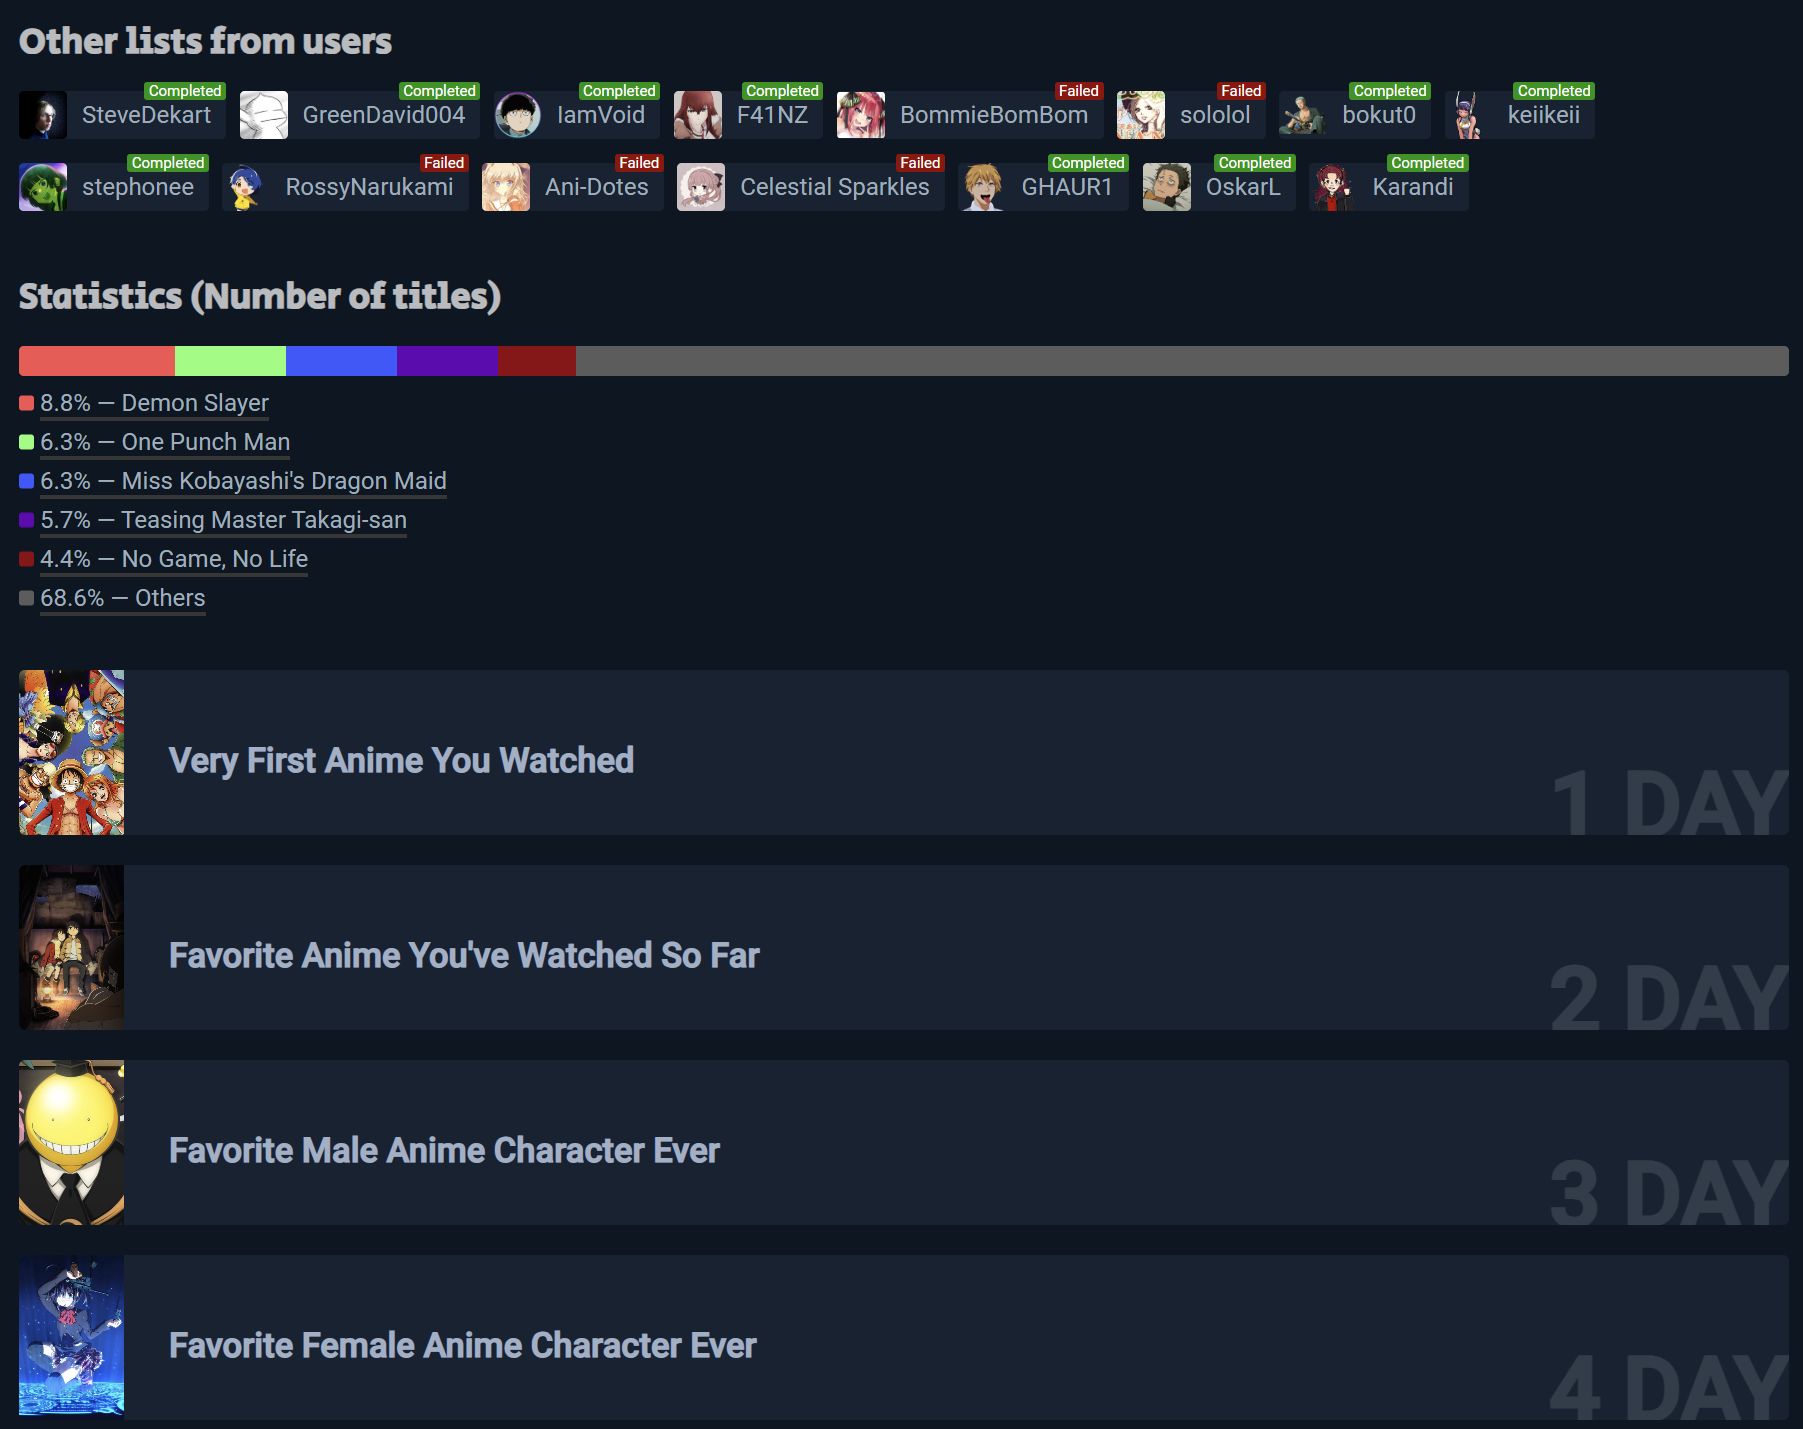 Other lists from users
Completed Completed Completed Completed Failed Failed Completed Completed
SteveDekart GreenDavid004 IamVoid F41NZ BommieBomBom sololol bokut0 keiikeii
Completed Failed Failed Failed Completed Completed Completed
stephonee RossyNarukami Ani-Dotes Celestial Sparkles GHAUR1 OskarL Karandi
Statistics (Number of titles)
8.8% — Demon Slayer
6.3% — One Punch Man
6.3% — Miss Kobayashi's Dragon Maid
5.7% — Teasing Master Takagi-san
4.4% — No Game, No Life
68.6% — Others
Very First Anime You Watched
1 DAY
Favorite Anime You've Watched So Far
2 DAY
Favorite Male Anime Character Ever
3 DAY
Favorite Female Anime Character Ever
4 DAY